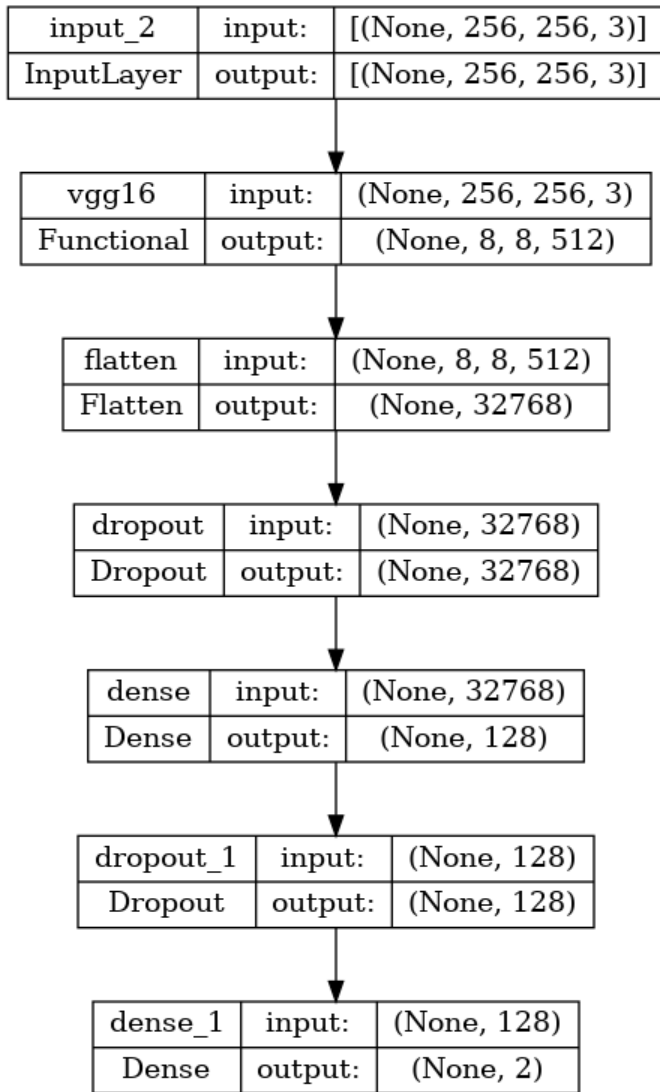 input_2 input: [(None, 256, 256, 3)]
InputLayer output: [(None, 256, 256, 3)]
vgg16 input: (None, 256, 256, 3)
Functional output: (None, 8, 8, 512)
flatten input: (None, 8, 8, 512)
Flatten output: (None, 32768)
dropout input: (None, 32768)
Dropout output: (None, 32768)
dense input: (None, 32768)
Dense output: (None, 128)
dropout_1 input: (None, 128)
Dropout output: (None, 128)
dense_1 input: (None, 128)
Dense output: (None, 2)